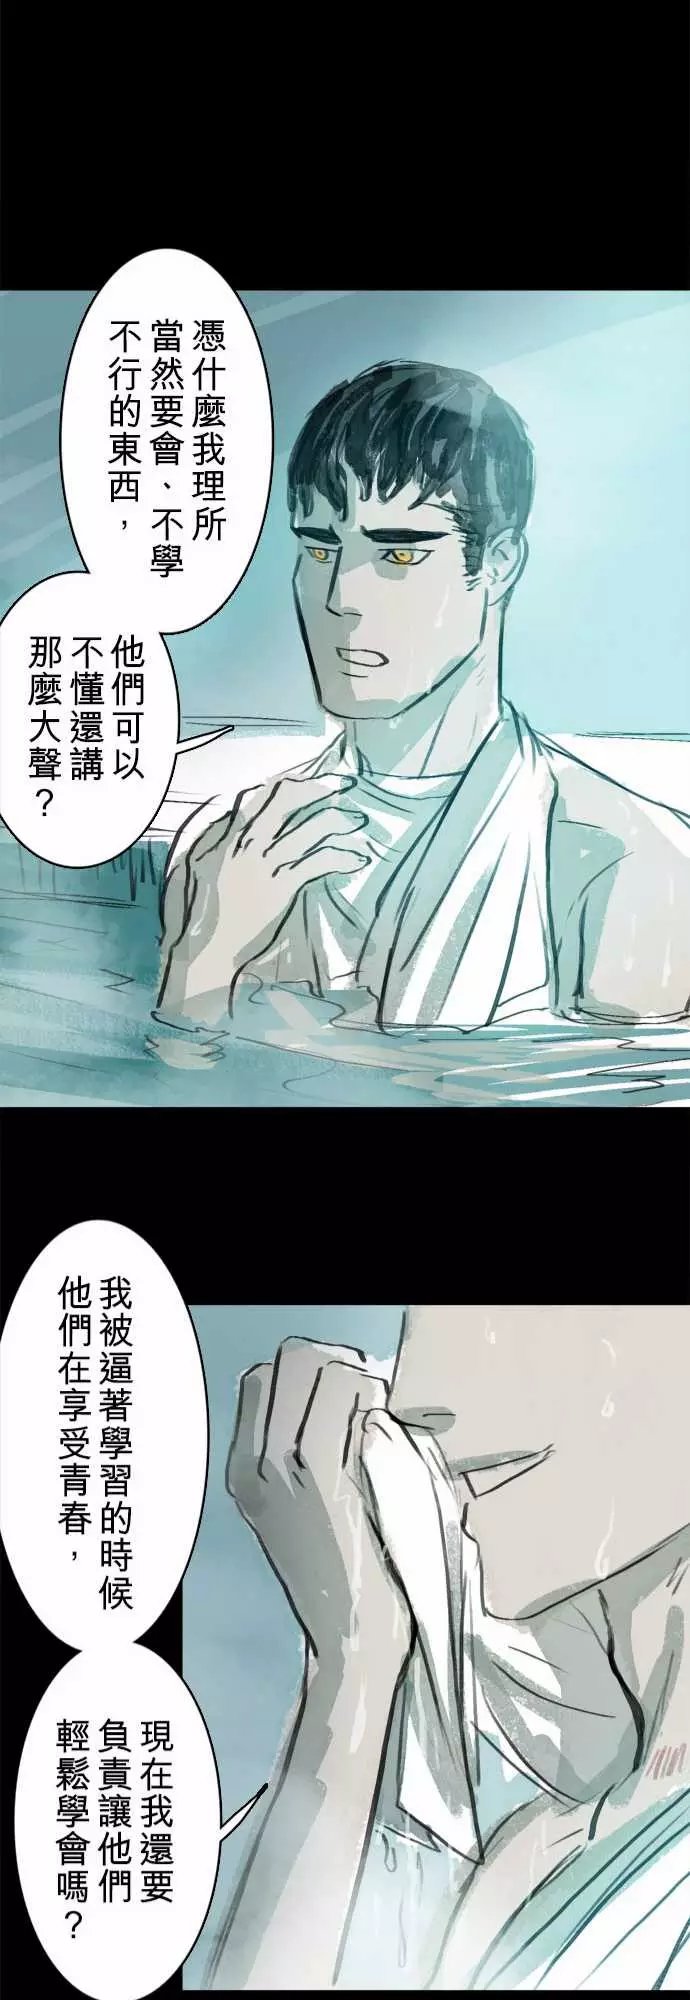 憑什麼我理所
當然要會、不學
不行的東西，
他們可以
不懂還講
那麼大聲？
我被逼著學習的時候
他們在享受青春，
現在我還要
負責讓他們
輕鬆學會嗎？